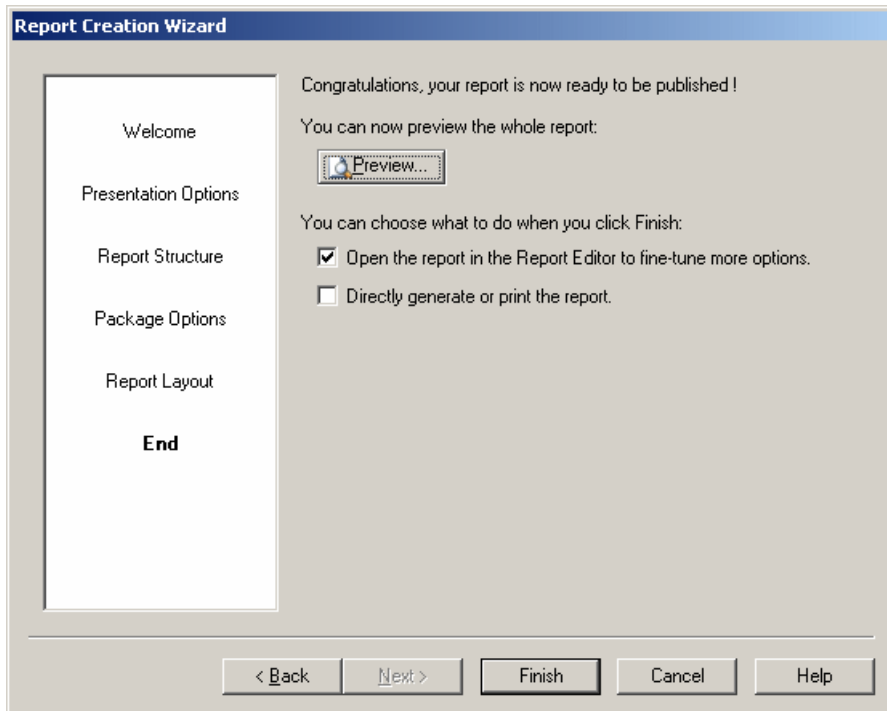 Report Creation Wizard
Welcome
Presentation Options
Report Structure
Package Options
Report Layout
End
Congratulations, your report is now ready to be published !
You can now preview the whole report:
Preview...
You can choose what to do when you click Finish:
Open the report in the Report Editor to fine-tune more options.
Directly generate or print the report.
< Back
Next >
Finish
Cancel
Help